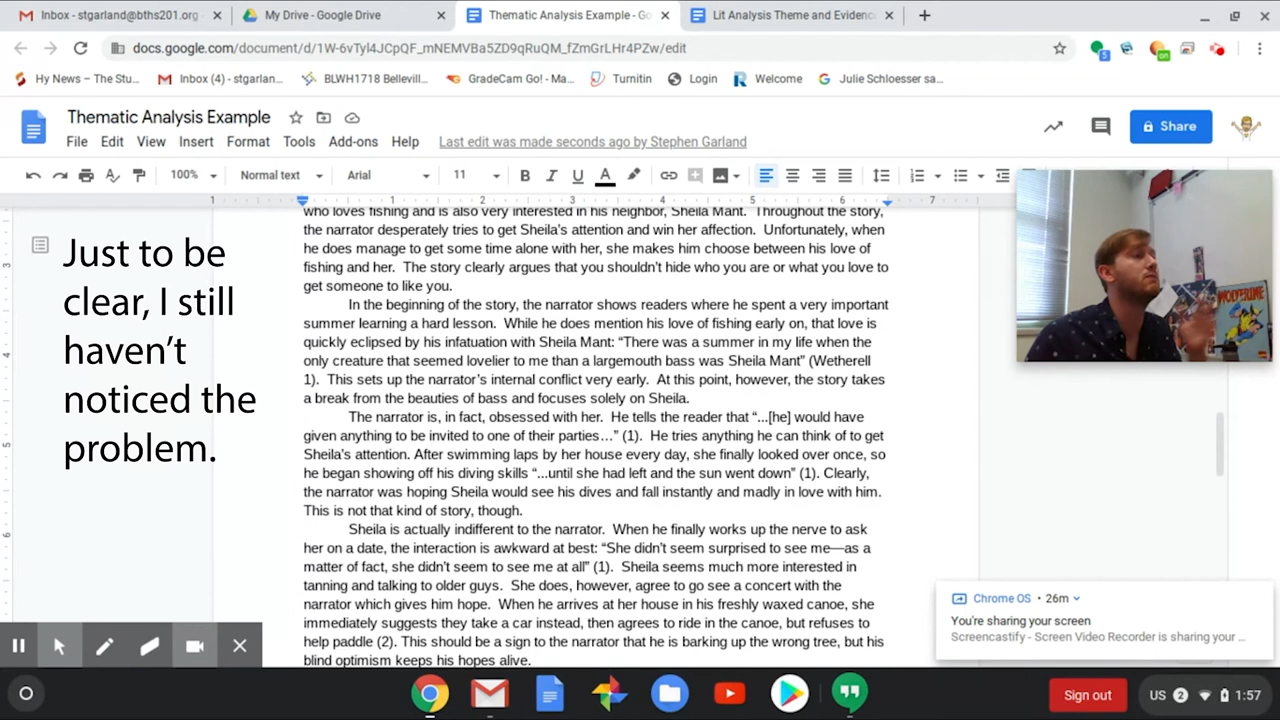 Inbox - stgarland@bths201.org -
My Drive - Google Drive
Thematic Analysis Example - Go
Lit Analysis Theme and Evidenc
docs.google.com/document/d/1W-6vTyl4JCpQF_mNEMVBa5ZD9qRuQM_fZmGrLHr4PZw/edit
5
on
Hy News – The Stu...
Inbox (4) - stgarlan...
BLWH1718 Bellevill...
GradeCam Go! - Ma...
Turnitin
Login
Welcome
Julie Schloesser sa...
Thematic Analysis Example
Share
File Edit View Insert Format Tools Add-ons Help Last edit was made seconds ago by Stephen Garland
100% Normal text Arial 11 B I U A
1 1 2 3 4 5 6 7
who loves fishing and is also very interested in his neighbor, Sheila Mant. Throughout the story,
the narrator desperately tries to get Sheila's attention and win her affection. Unfortunately, when
he does manage to get some time alone with her, she makes him choose between his love of
fishing and her. The story clearly argues that you shouldn't hide who you are or what you love to
get someone to like you.
In the beginning of the story, the narrator shows readers where he spent a very important
summer learning a hard lesson. While he does mention his love of fishing early on, that love is
quickly eclipsed by his infatuation with Sheila Mant: “There was a summer in my life when the
only creature that seemed lovelier to me than a largemouth bass was Sheila Mant” (Wetherell
1). This sets up the narrator's internal conflict very early. At this point, however, the story takes
a break from the beauties of bass and focuses solely on Sheila.
The narrator is, in fact, obsessed with her. He tells the reader that “...[he] would have
given anything to be invited to one of their parties…” (1). He tries anything he can think of to get
Sheila's attention. After swimming laps by her house every day, she finally looked over once, so
he began showing off his diving skills “...until she had left and the sun went down” (1). Clearly,
the narrator was hoping Sheila would see his dives and fall instantly and madly in love with him.
This is not that kind of story, though.
Sheila is actually indifferent to the narrator. When he finally works up the nerve to ask
her on a date, the interaction is awkward at best: “She didn't seem surprised to see me—as a
matter of fact, she didn't seem to see me at all” (1). Sheila seems much more interested in
tanning and talking to older guys. She does, however, agree to go see a concert with the
narrator which gives him hope. When he arrives at her house in his freshly waxed canoe, she
immediately suggests they take a car instead, then agrees to ride in the canoe, but refuses to
help paddle (2). This should be a sign to the narrator that he is barking up the wrong tree, but his
blind optimism keeps his hopes alive.
3
4
5
6
Just to be
clear, I still
haven't
noticed the
problem.
WOLVERINE
Chrome OS • 26m
You're sharing your screen
Screencastify - Screen Video Recorder is sharing your ...
Sign out
US 2 1:57